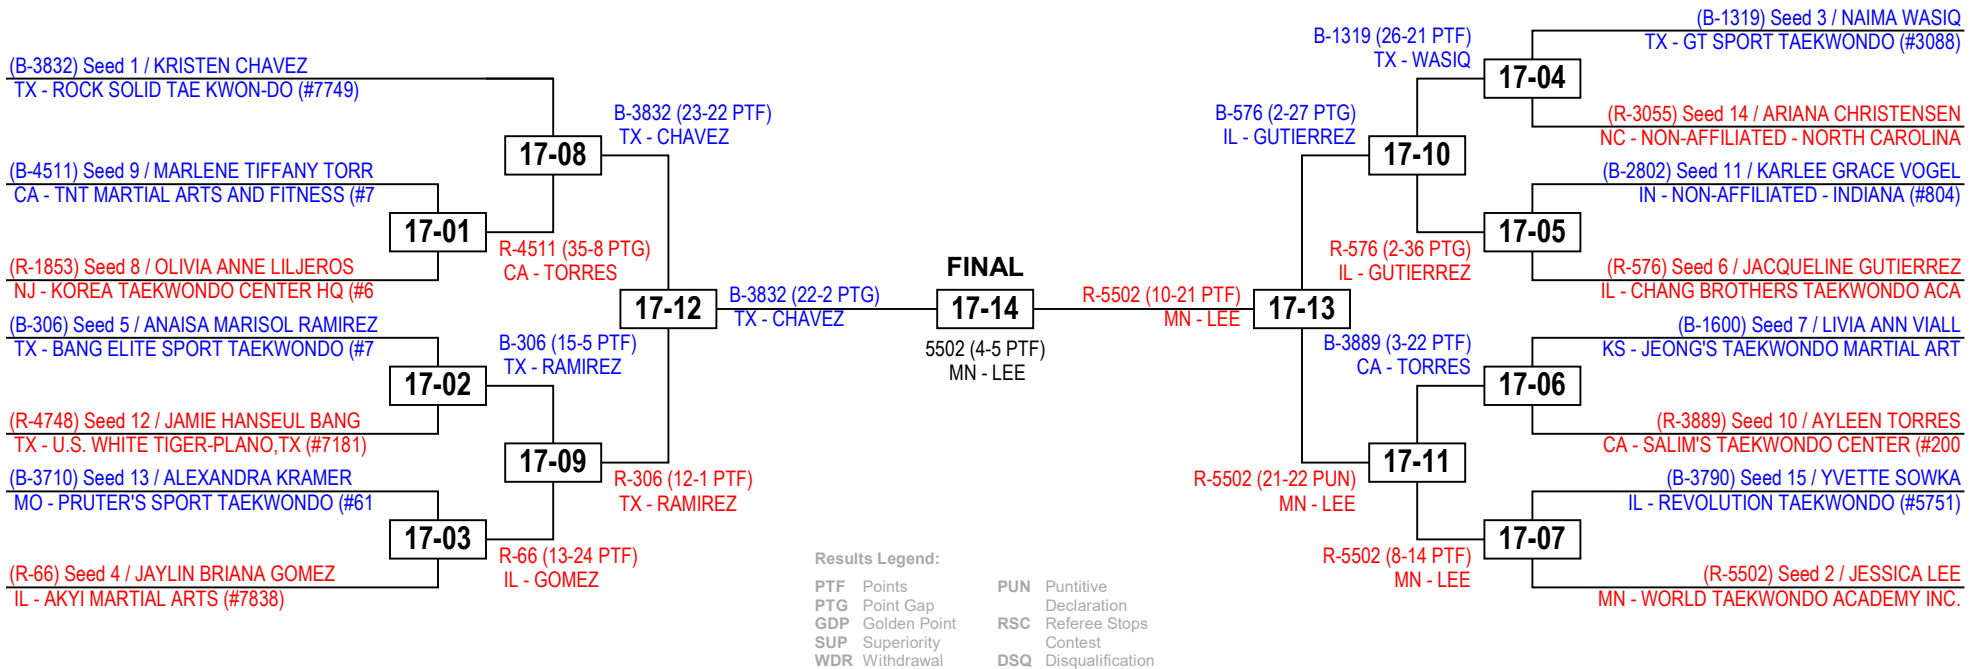 (B-3832) Seed 1 / KRISTEN CHAVEZ
TX - ROCK SOLID TAE KWON-DO (#7749)
(B-4511) Seed 9 / MARLENE TIFFANY TORR
CA - TNT MARTIAL ARTS AND FITNESS (#7
(R-1853) Seed 8 / OLIVIA ANNE LILJEROS
NJ - KOREA TAEKWONDO CENTER HQ (#6
(B-306) Seed 5 / ANAISA MARISOL RAMIREZ
TX - BANG ELITE SPORT TAEKWONDO (#7
(R-4748) Seed 12 / JAMIE HANSEUL BANG
TX - U.S. WHITE TIGER-PLANO,TX (#7181)
(B-3710) Seed 13 / ALEXANDRA KRAMER
MO - PRUTER'S SPORT TAEKWONDO (#61
(R-66) Seed 4 / JAYLIN BRIANA GOMEZ
IL - AKYI MARTIAL ARTS (#7838)
17-01
17-02
17-03
R-4511 (35-8 PTG)
CA - TORRES
B-306 (15-5 PTF)
TX - RAMIREZ
R-66 (13-24 PTF)
IL - GOMEZ
17-08
17-09
B-3832 (23-22 PTF)
TX - CHAVEZ
R-306 (12-1 PTF)
TX - RAMIREZ
17-12
B-3832 (22-2 PTG)
TX - CHAVEZ
FINAL
17-14
5502 (4-5 PTF)
MN - LEE
R-5502 (10-21 PTF)
MN - LEE
17-13
B-576 (2-27 PTG)
IL - GUTIERREZ
R-5502 (21-22 PUN)
MN - LEE
17-10
17-11
B-1319 (26-21 PTF)
TX - WASIQ
R-576 (2-36 PTG)
IL - GUTIERREZ
B-3889 (3-22 PTF)
CA - TORRES
R-5502 (8-14 PTF)
MN - LEE
17-04
17-05
17-06
17-07
(B-1319) Seed 3 / NAIMA WASIQ
TX - GT SPORT TAEKWONDO (#3088)
(R-3055) Seed 14 / ARIANA CHRISTENSEN
NC - NON-AFFILIATED - NORTH CAROLINA
(B-2802) Seed 11 / KARLEE GRACE VOGEL
IN - NON-AFFILIATED - INDIANA (#804)
(R-576) Seed 6 / JACQUELINE GUTIERREZ
IL - CHANG BROTHERS TAEKWONDO ACA
(B-1600) Seed 7 / LIVIA ANN VIALL
KS - JEONG'S TAEKWONDO MARTIAL ART
(R-3889) Seed 10 / AYLEEN TORRES
CA - SALIM'S TAEKWONDO CENTER (#200
(B-3790) Seed 15 / YVETTE SOWKA
IL - REVOLUTION TAEKWONDO (#5751)
(R-5502) Seed 2 / JESSICA LEE
MN - WORLD TAEKWONDO ACADEMY INC.
Results Legend:
PTF Points
PTG Point Gap
GDP Golden Point
SUP Superiority
WDR Withdrawal
PUN Puntitive
Declaration
RSC Referee Stops
Contest
DSQ Disqualification